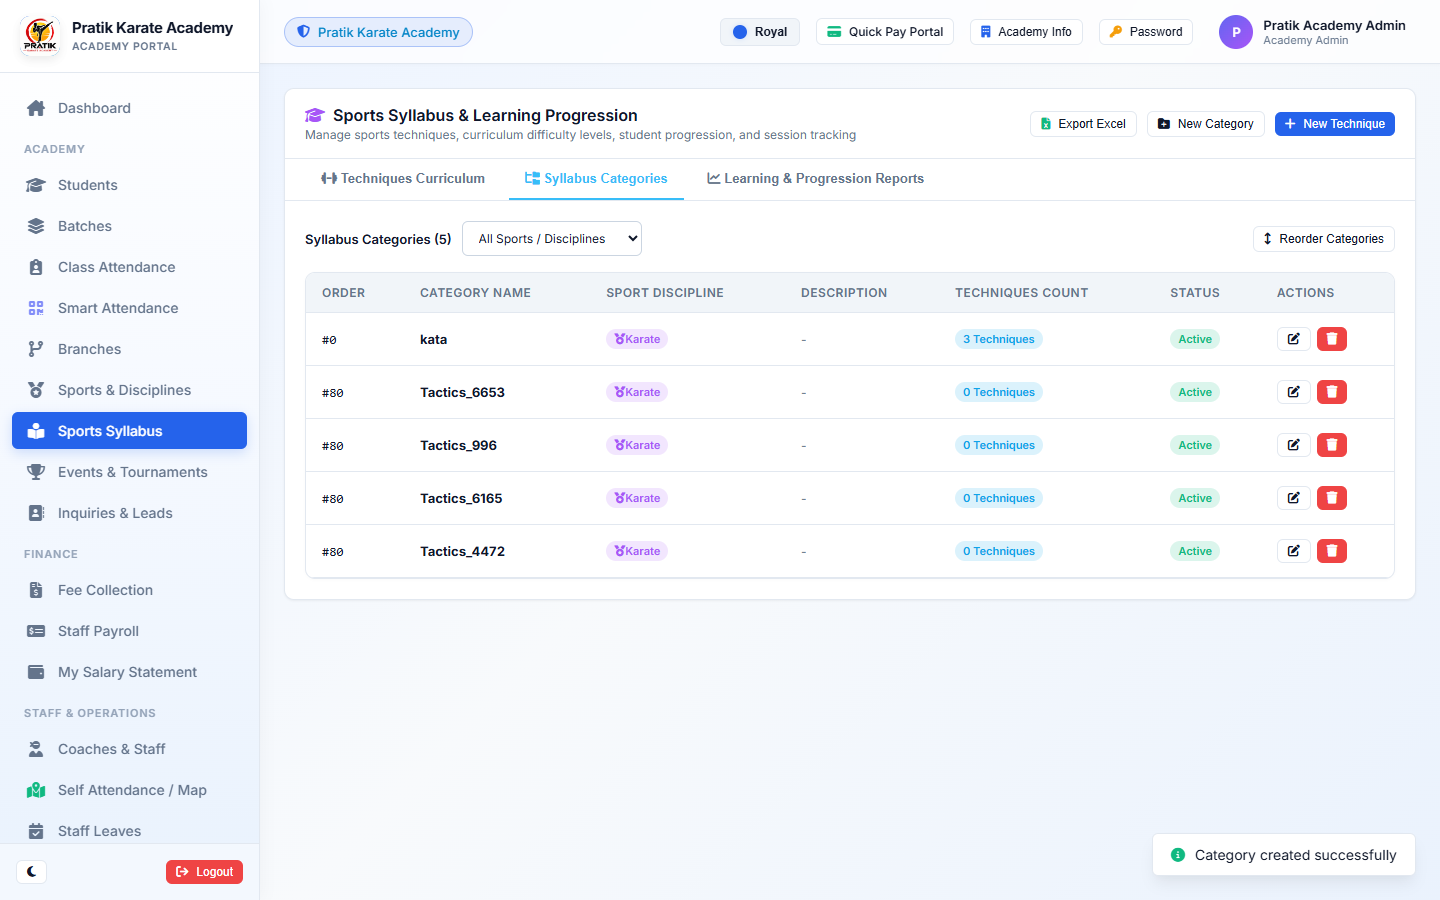 PRATIK
Pratik Karate Academy
ACADEMY PORTAL
Pratik Karate Academy
Royal
Quick Pay Portal
Academy Info
Password
P
Pratik Academy Admin
Academy Admin
Dashboard
ACADEMY
Students
Batches
Class Attendance
Smart Attendance
Branches
Sports & Disciplines
Sports Syllabus
Events & Tournaments
Inquiries & Leads
FINANCE
Fee Collection
Staff Payroll
My Salary Statement
STAFF & OPERATIONS
Coaches & Staff
Self Attendance / Map
Staff Leaves
Logout
Sports Syllabus & Learning Progression
Manage sports techniques, curriculum difficulty levels, student progression, and session tracking
Export Excel
New Category
New Technique
Techniques Curriculum
Syllabus Categories
Learning & Progression Reports
Syllabus Categories (5)
All Sports / Disciplines
Reorder Categories
ORDER CATEGORY NAME SPORT DISCIPLINE DESCRIPTION TECHNIQUES COUNT STATUS ACTIONS
#0 kata Karate - 3 Techniques Active
#80 Tactics_6653 Karate - 0 Techniques Active
#80 Tactics_996 Karate - 0 Techniques Active
#80 Tactics_6165 Karate - 0 Techniques Active
#80 Tactics_4472 Karate - 0 Techniques Active
Category created successfully